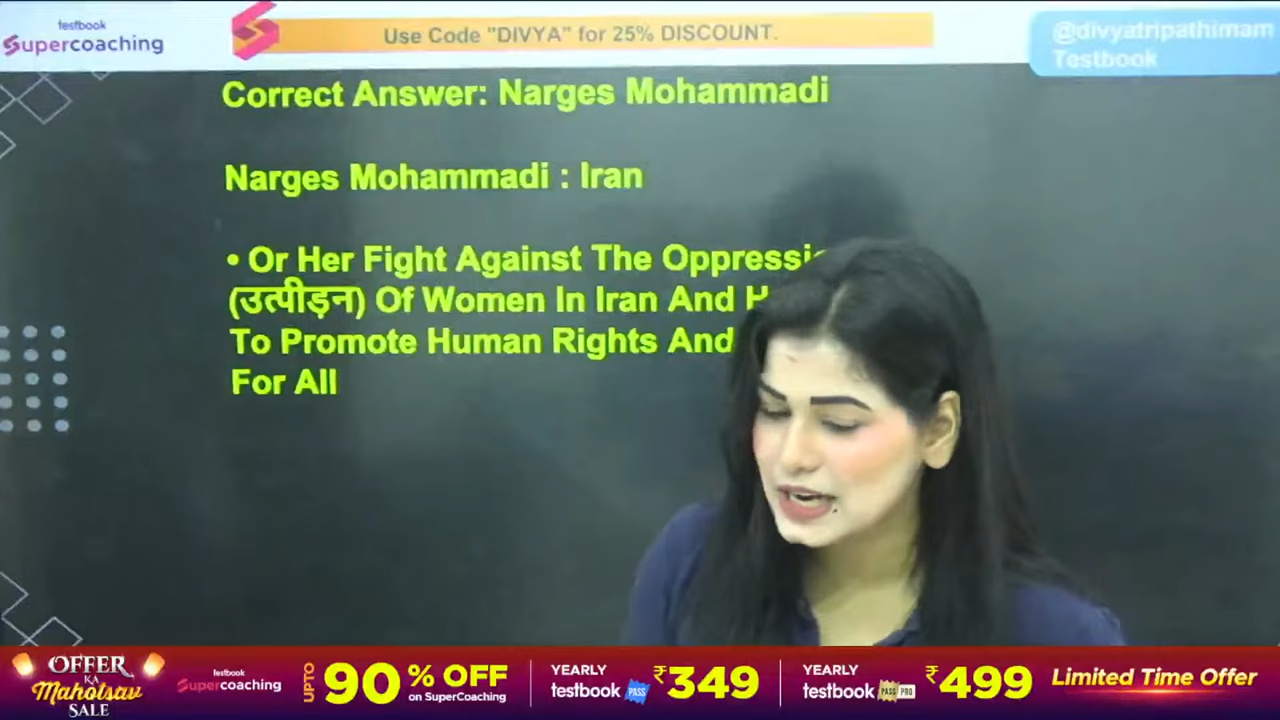 testbook
Supercoaching
Use Code "DIVYA" for 25% DISCOUNT.
@divyatripathimam
Testbook
Correct Answer: Narges Mohammadi
Narges Mohammadi : Iran
• Or Her Fight Against The
(उत्पीड़न) Of Women In Iran And
To Promote Human Rights And
For All
OFFER
KA
Mahotsav
SALE
testbook
Supercoaching
UPTO
90% OFF
on SuperCoaching
YEARLY
testbook PASS
₹349
YEARLY
testbook PASS PRO
₹499
Limited Time Offer